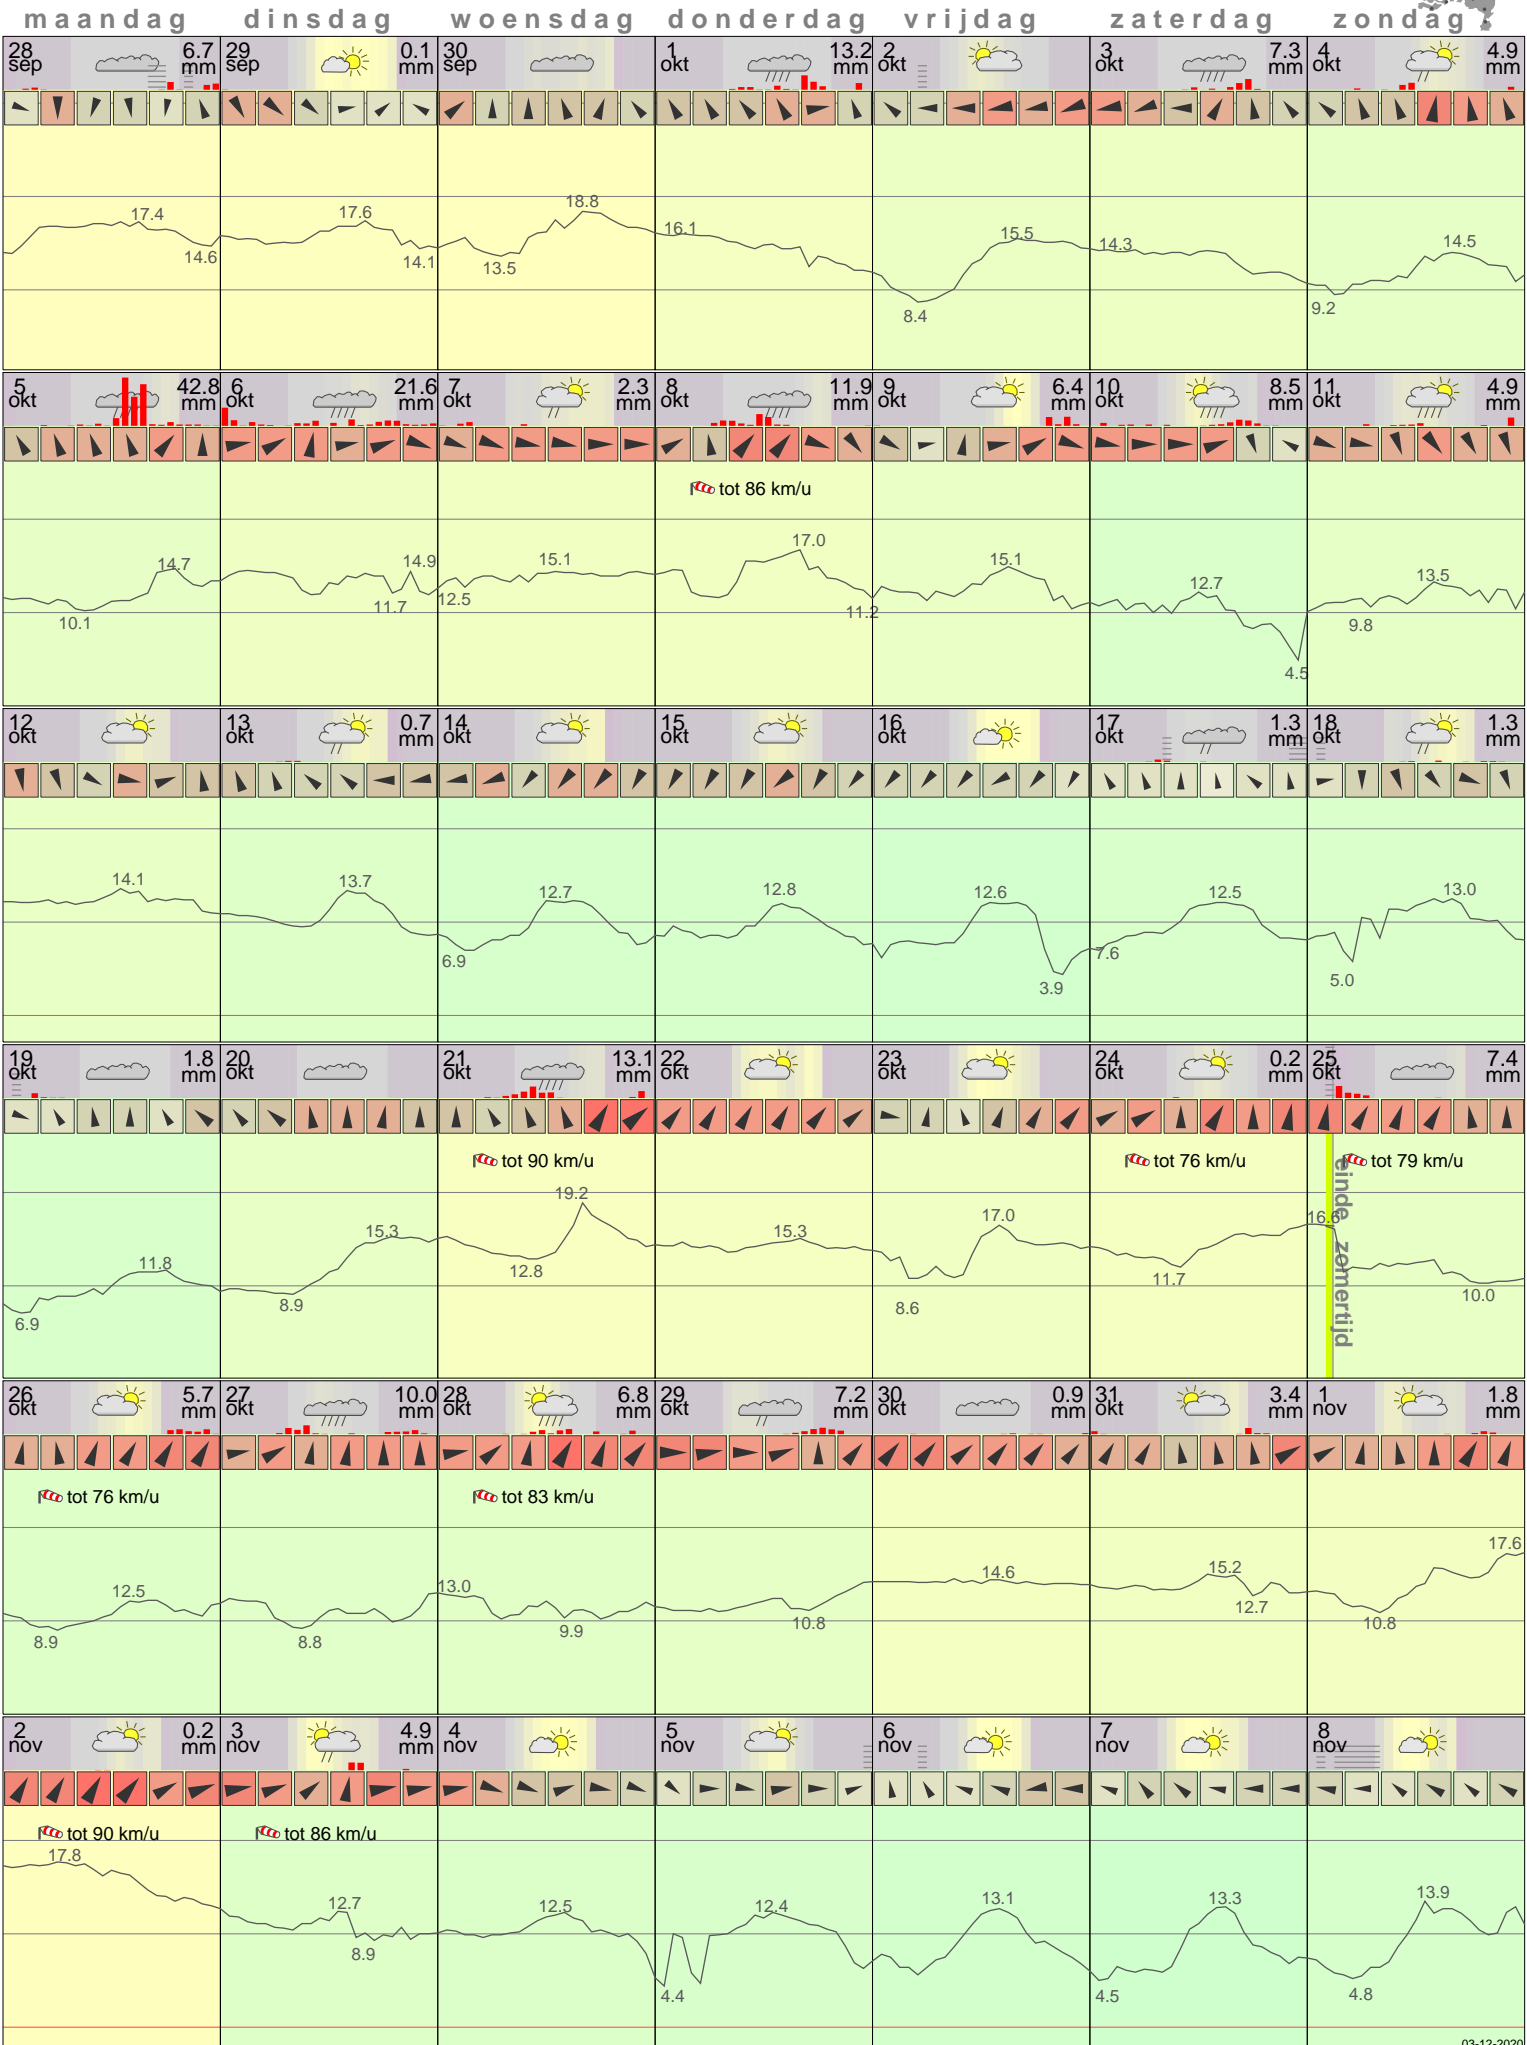 maandag dinsdag woensdag donderdag vrijdag zaterdag zondag
28 sep 6.7 mm 29 sep 0.1 mm 30 sep 1 okt 13.2 mm 2 okt 3 okt 7.3 mm 4 okt 4.9 mm
17.4 14.6 17.6 14.1 13.5 18.8 16.1 8.4 15.5 14.3 9.2 14.5
5 okt 42.8 mm 6 okt 21.6 mm 7 okt 2.3 mm 8 okt 11.9 mm 9 okt 6.4 mm 10 okt 8.5 mm 11 okt 4.9 mm
tot 86 km/u
10.1 14.7 11.7 14.9 12.5 15.1 17.0 11.2 15.1 12.7 4.5 9.8 13.5
12 okt 13 okt 0.7 mm 14 okt 15 okt 16 okt 17 okt 1.3 mm 18 okt 1.3 mm
14.1 13.7 6.9 12.7 12.8 12.6 3.9 7.6 12.5 5.0 13.0
19 okt 1.8 mm 20 okt 21 okt 13.1 mm 22 okt 23 okt 24 okt 0.2 mm 25 okt 7.4 mm
tot 90 km/u tot 76 km/u tot 79 km/u
einde zomertijd
6.9 11.8 8.9 15.3 12.8 19.2 15.3 8.6 17.0 11.7 16.6 10.0
26 okt 5.7 mm 27 okt 10.0 mm 28 okt 6.8 mm 29 okt 7.2 mm 30 okt 0.9 mm 31 okt 3.4 mm 1 nov 1.8 mm
tot 76 km/u tot 83 km/u
8.9 12.5 8.8 13.0 9.9 10.8 14.6 15.2 12.7 10.8 17.6
2 nov 0.2 mm 3 nov 4.9 mm 4 nov 5 nov 6 nov 7 nov 8 nov
tot 90 km/u tot 86 km/u
17.8 12.7 8.9 12.5 4.4 12.4 13.1 4.5 13.3 4.8 13.9
03-12-2020